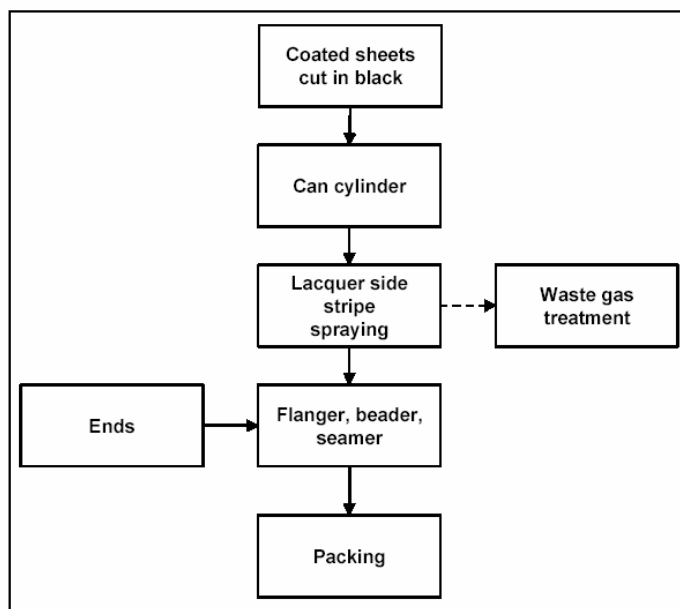 Coated sheets
cut in black
Can cylinder
Lacquer side
stripe
spraying
Waste gas
treatment
Ends
Flanger, beader,
seamer
Packing